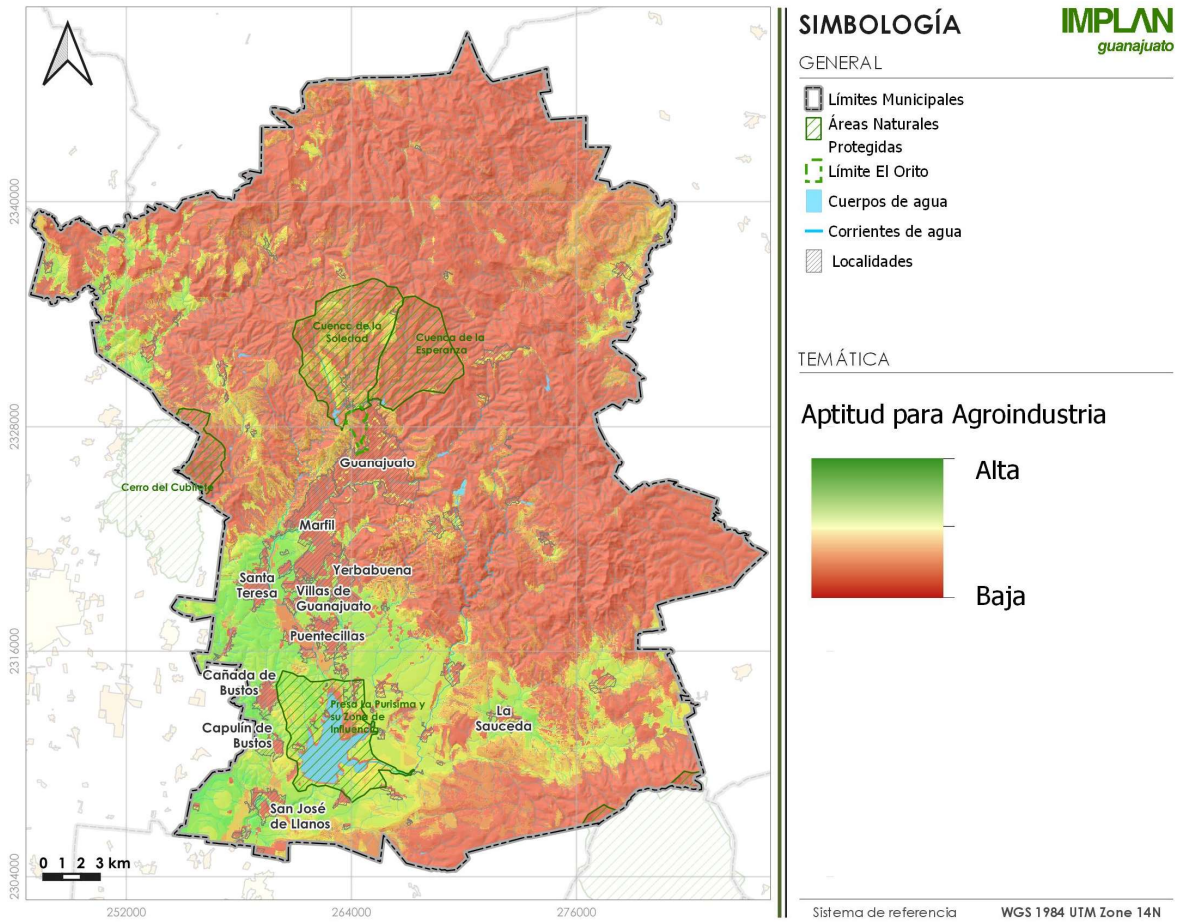 SIMBOLOGÍA
IMPLAN
guanajuato
GENERAL
Límites Municipales
Áreas Naturales
Protegidas
Límite El Orito
Cuerpos de agua
Corrientes de agua
Localidades
TEMÁTICA
Aptitud para Agroindustria
Alta
Baja
Sistema de referencia WGS 1984 UTM Zone 14N
2340000
2328000
2316000
2304000
252000
264000
276000
0 1 2 3 km
Cuenca de la
Soledad
Cuenca de la
Esperanza
Guanajuato
Cerro del Cubilete
Marfil
Yerbabuena
Santa
Teresa
Villas de
Guanajuato
Puentecillas
Cañada de
Bustos
Presa La Purisima y
su Zona de
Influencia
Capulín de
Bustos
La
Sauceda
San José
de Llanos